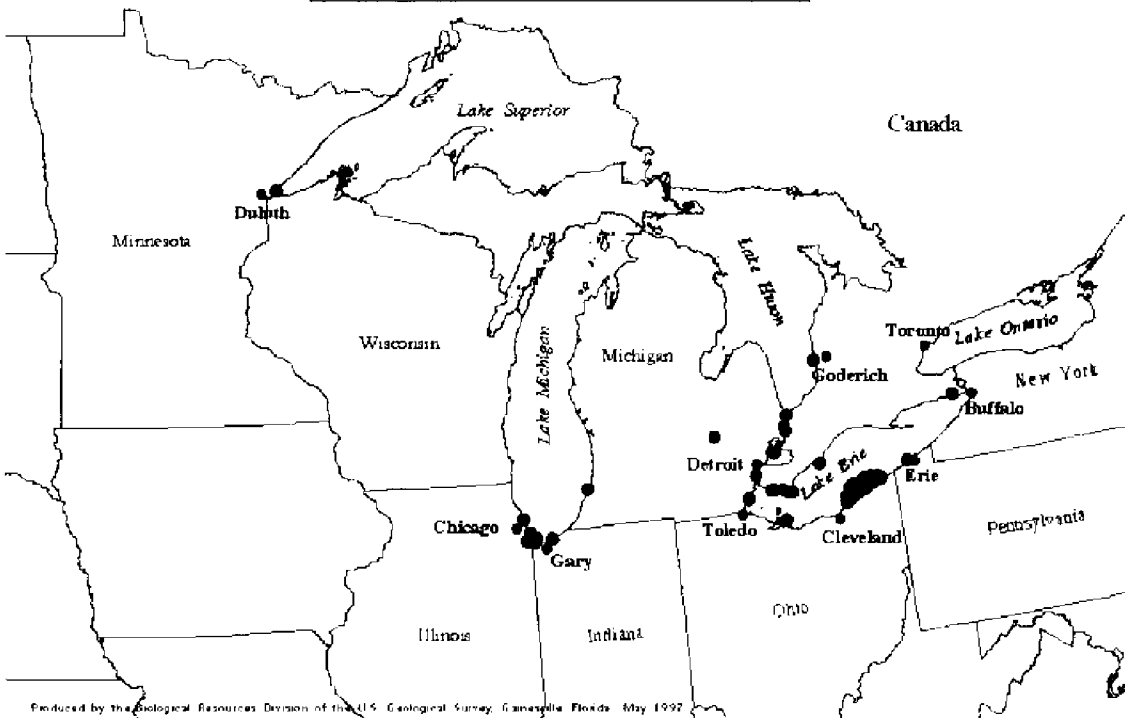 Lake Superior
Canada
Duluth
Minnesota
Lake Huron
Toronto
Lake Ontario
Wisconsin
Lake Michigan
Michigan
Goderich
New York
Buffalo
Detroit
Lake Erie
Erie
Chicago
Toledo
Cleveland
Pennsylvania
Gary
Ohio
Illinois
Indiana
Produced by the Biological Resources Division of the U.S. Geological Survey, Gainesville Florida May 1997